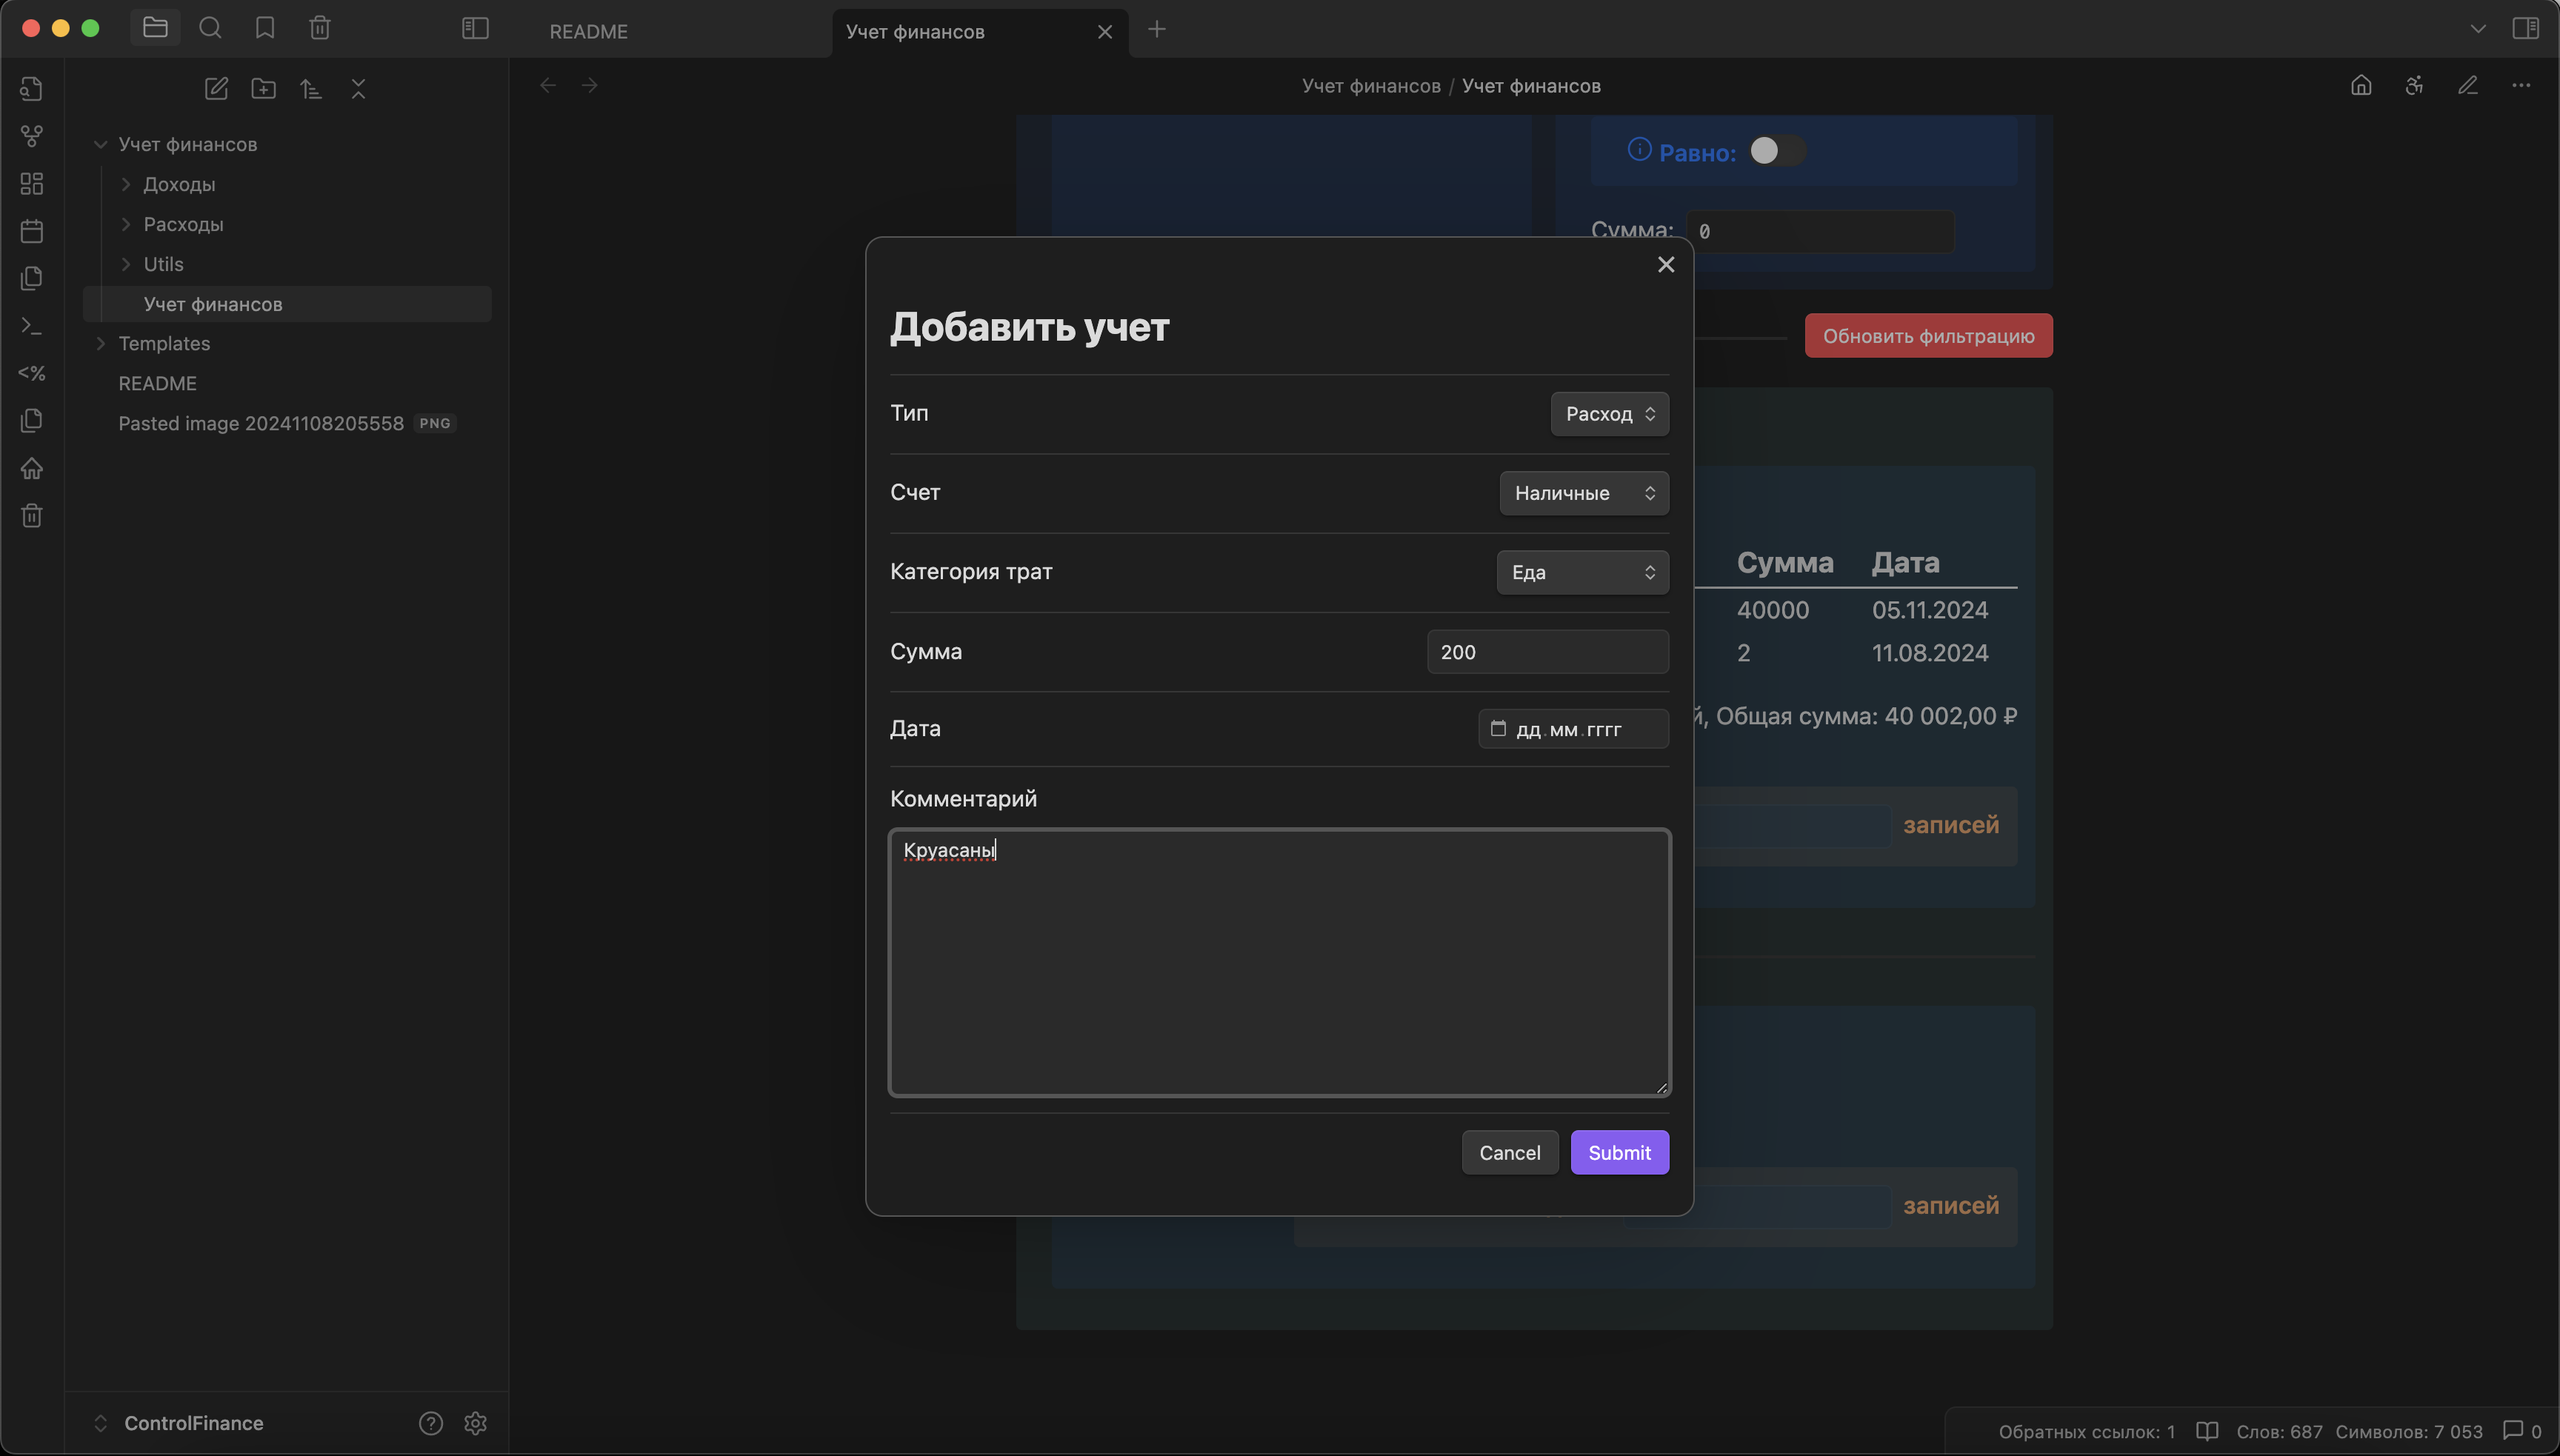 README
Учет финансов
Учет финансов / Учет финансов
Учет финансов
Доходы
Расходы
Utils
Учет финансов
Templates
README
Pasted image 20241108205558 PNG
<%
Равно:
Сумма: 0
Обновить фильтрацию
Добавить учет
Тип Расход
Счет Наличные
Категория трат Еда
Сумма 200
Дата дд.мм.гггг
Комментарий
Круасаны
Cancel Submit
Сумма Дата
40000 05.11.2024
2 11.08.2024
й, Общая сумма: 40 002,00 ₽
записей
записей
ControlFinance
Обратных ссылок: 1 Слов: 687 Символов: 7 053 0